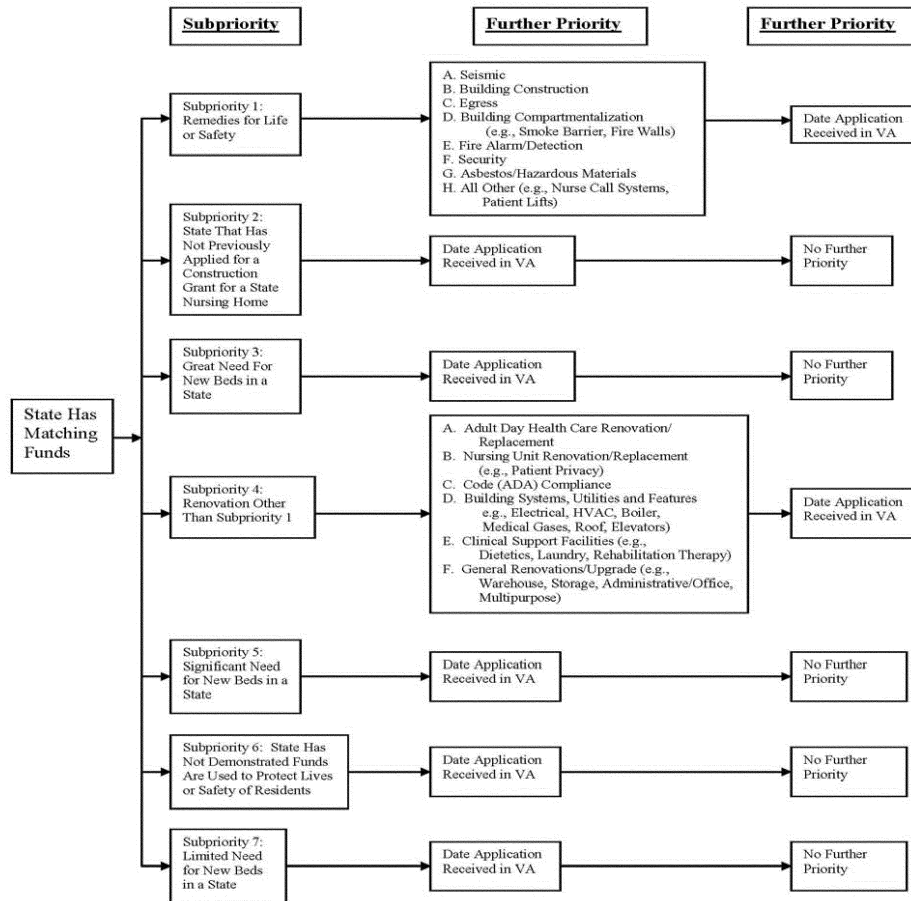 Subpriority
Further Priority
Further Priority
State Has
Matching
Funds
Subpriority 1:
Remedies for Life
or Safety
A. Seismic
B. Building Construction
C. Egress
D. Building Compartmentalization
(e.g., Smoke Barrier, Fire Walls)
E. Fire Alarm/Detection
F. Security
G. Asbestos/Hazardous Materials
H. All Other (e.g., Nurse Call Systems,
Patient Lifts)
Date Application
Received in VA
Subpriority 2:
State That Has
Not Previously
Applied for a
Construction
Grant for a State
Nursing Home
Date Application
Received in VA
No Further
Priority
Subpriority 3:
Great Need For
New Beds in a
State
Date Application
Received in VA
No Further
Priority
Subpriority 4:
Renovation Other
Than Subpriority 1
A. Adult Day Health Care Renovation/
Replacement
B. Nursing Unit Renovation/Replacement
(e.g., Patient Privacy)
C. Code (ADA) Compliance
D. Building Systems, Utilities and Features
e.g., Electrical, HVAC, Boiler,
Medical Gases, Roof, Elevators)
E. Clinical Support Facilities (e.g.,
Dietetics, Laundry, Rehabilitation Therapy)
F. General Renovations/Upgrade (e.g.,
Warehouse, Storage, Administrative/Office,
Multipurpose)
Date Application
Received in VA
Subpriority 5:
Significant Need
for New Beds in a
State
Date Application
Received in VA
No Further
Priority
Subpriority 6: State Has
Not Demonstrated Funds
Are Used to Protect Lives
or Safety of Residents
Date Application
Received in VA
No Further
Priority
Subpriority 7:
Limited Need
for New Beds
in a State
Date Application
Received in VA
No Further
Priority